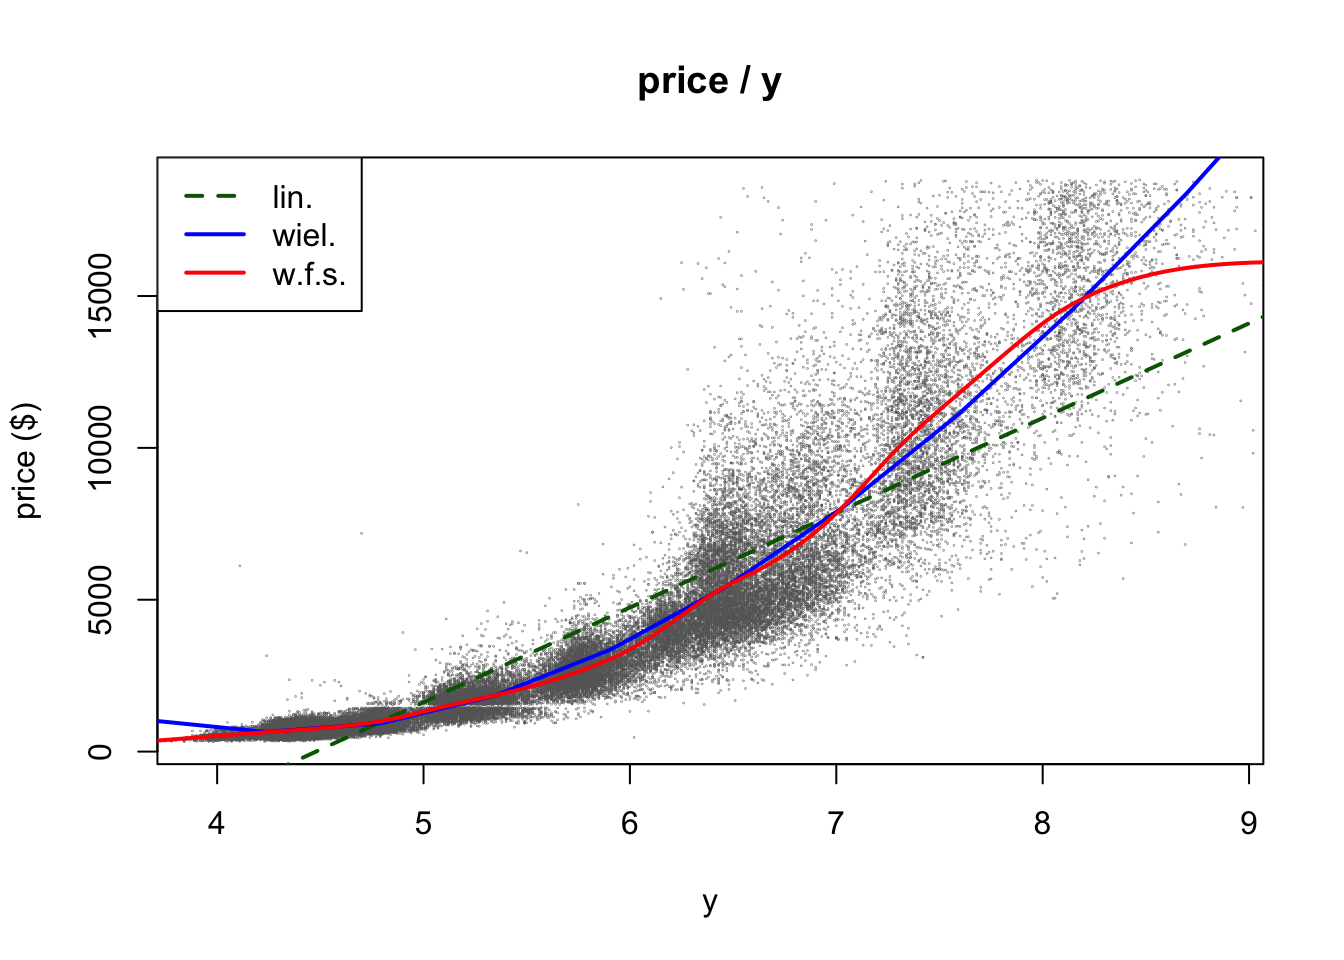 price / y
lin.
wiel.
w.f.s.
price ($)
0
5000
10000
15000
4 5 6 7 8 9
y